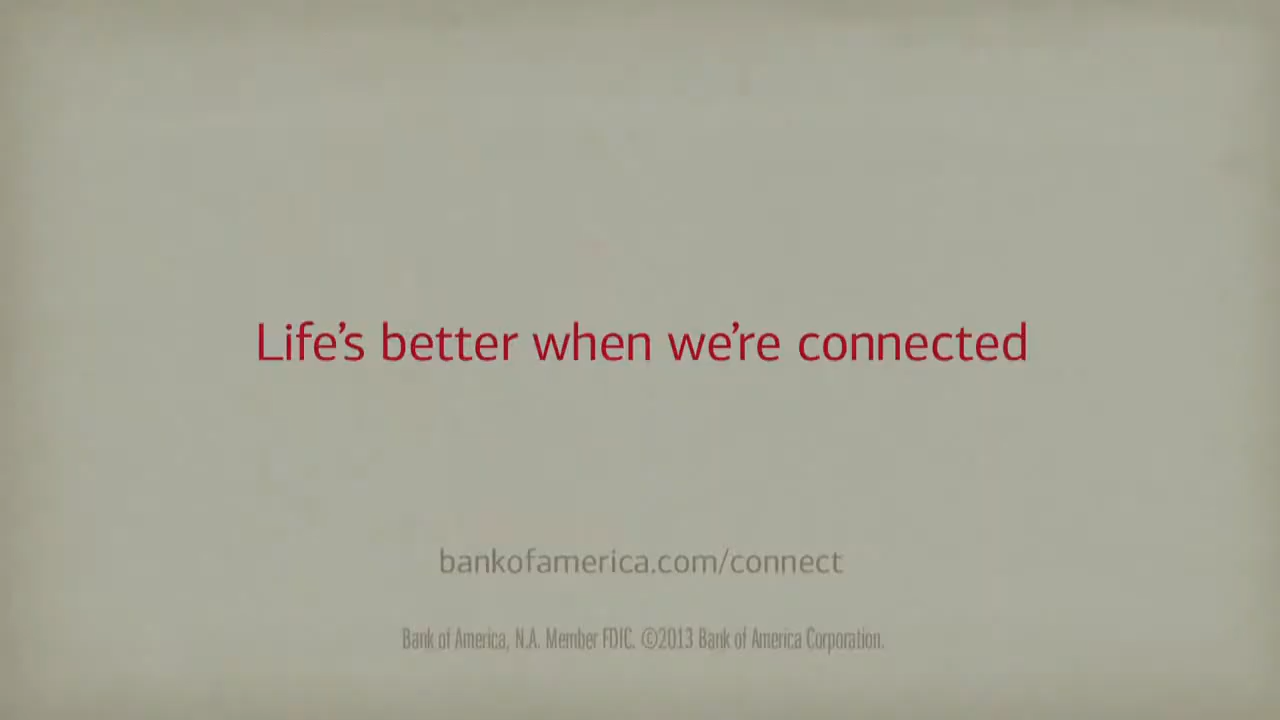 Life’s better when we’re connected
bankofamerica.com/connect
Bank of America, N.A. Member FDIC. ©2013 Bank of America Corporation.